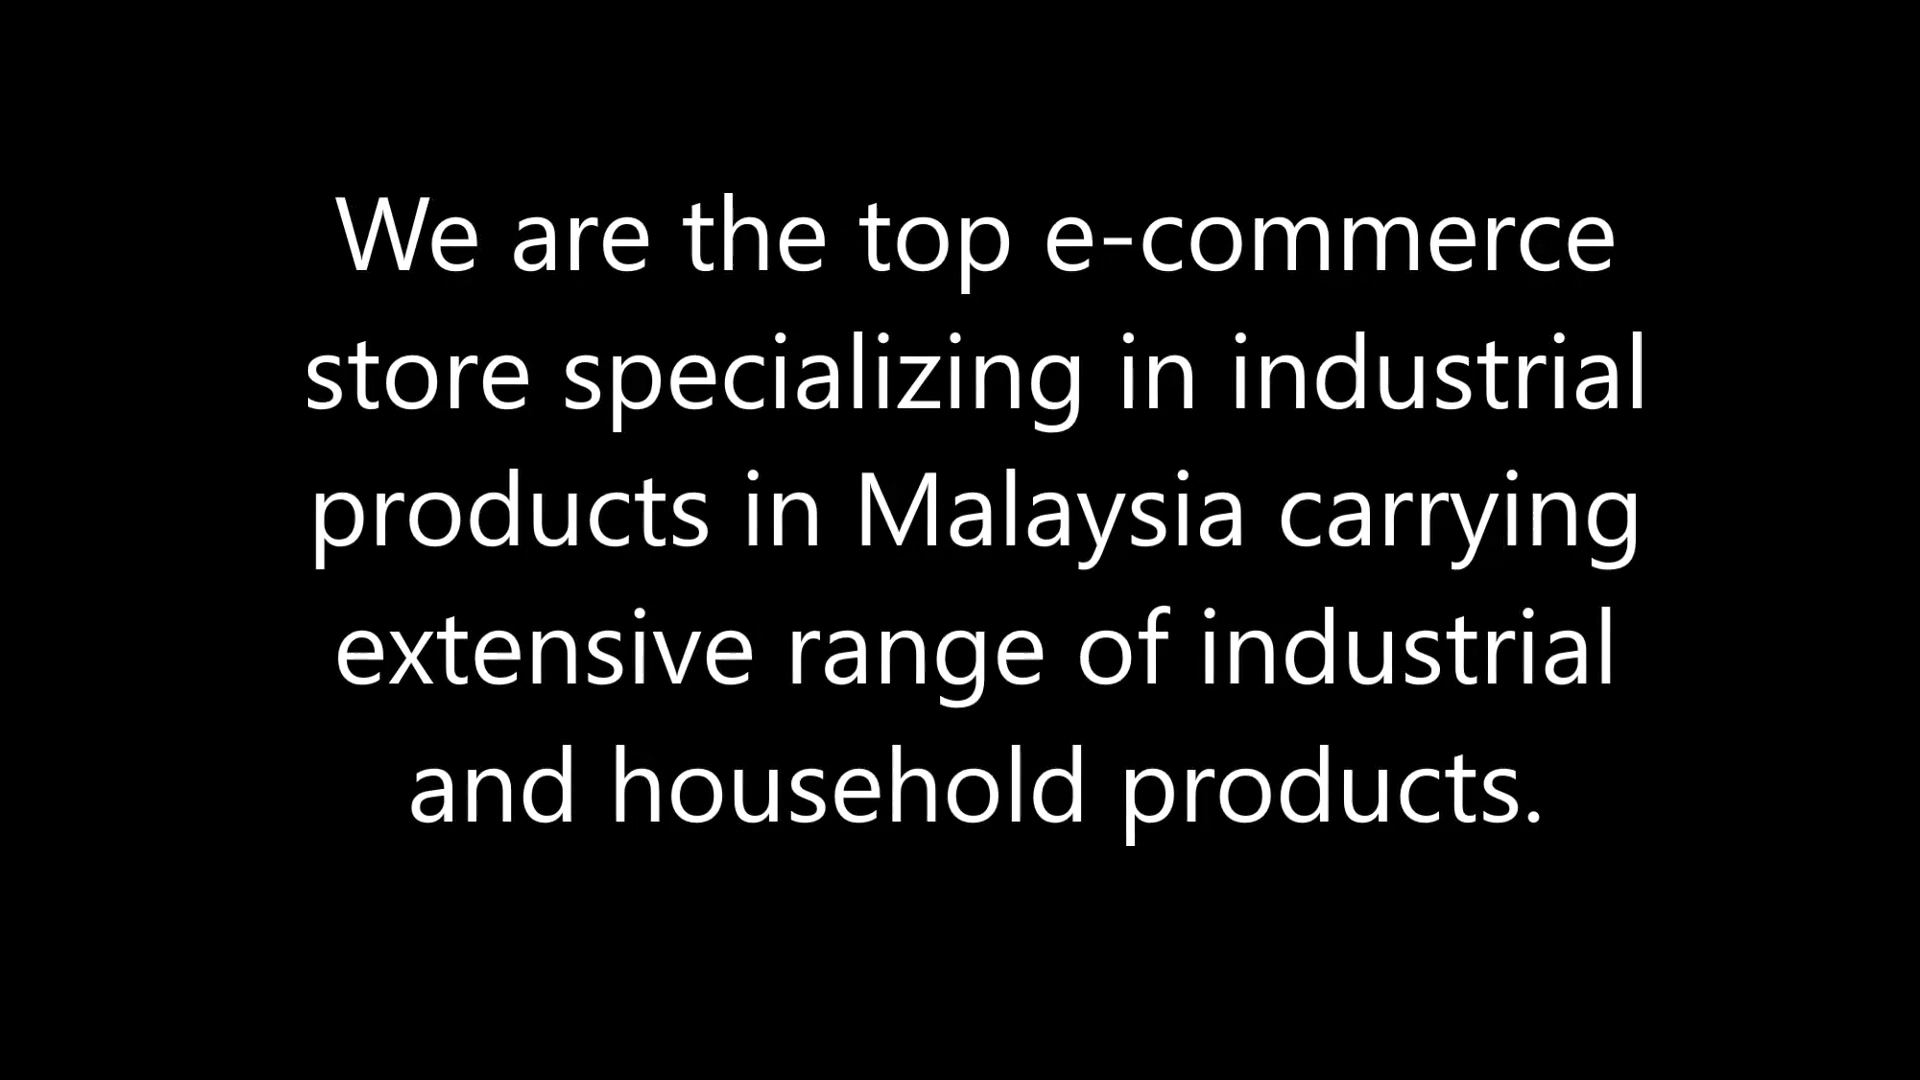 We are the top e-commerce
store specializing in industrial
products in Malaysia carrying
extensive range of industrial
and household products.